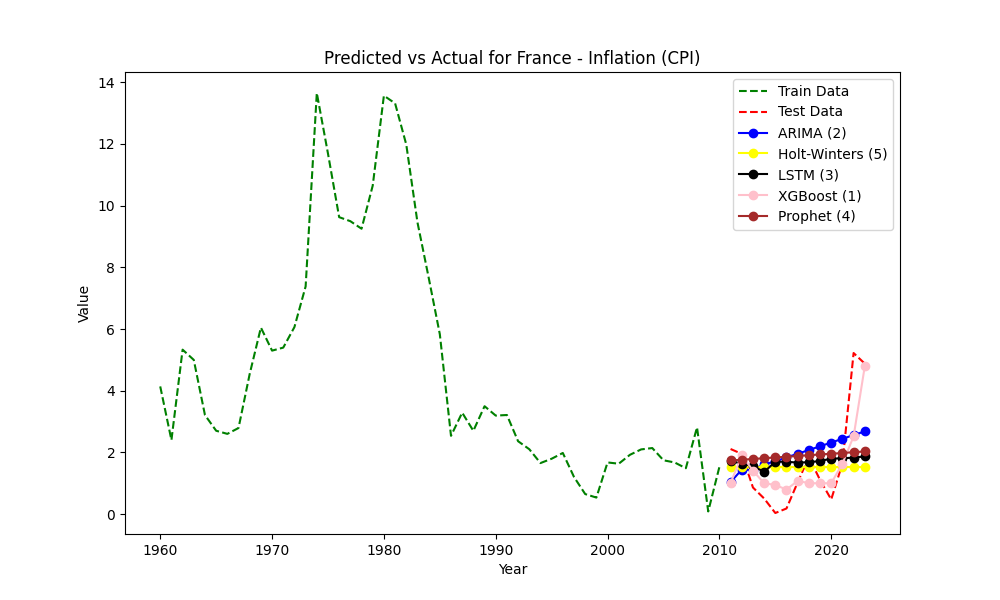 Predicted vs Actual for France - Inflation (CPI)
Train Data
Test Data
ARIMA (2)
Holt-Winters (5)
LSTM (3)
XGBoost (1)
Prophet (4)
Value
14
12
10
8
6
4
2
0
1960 1970 1980 1990 2000 2010 2020
Year